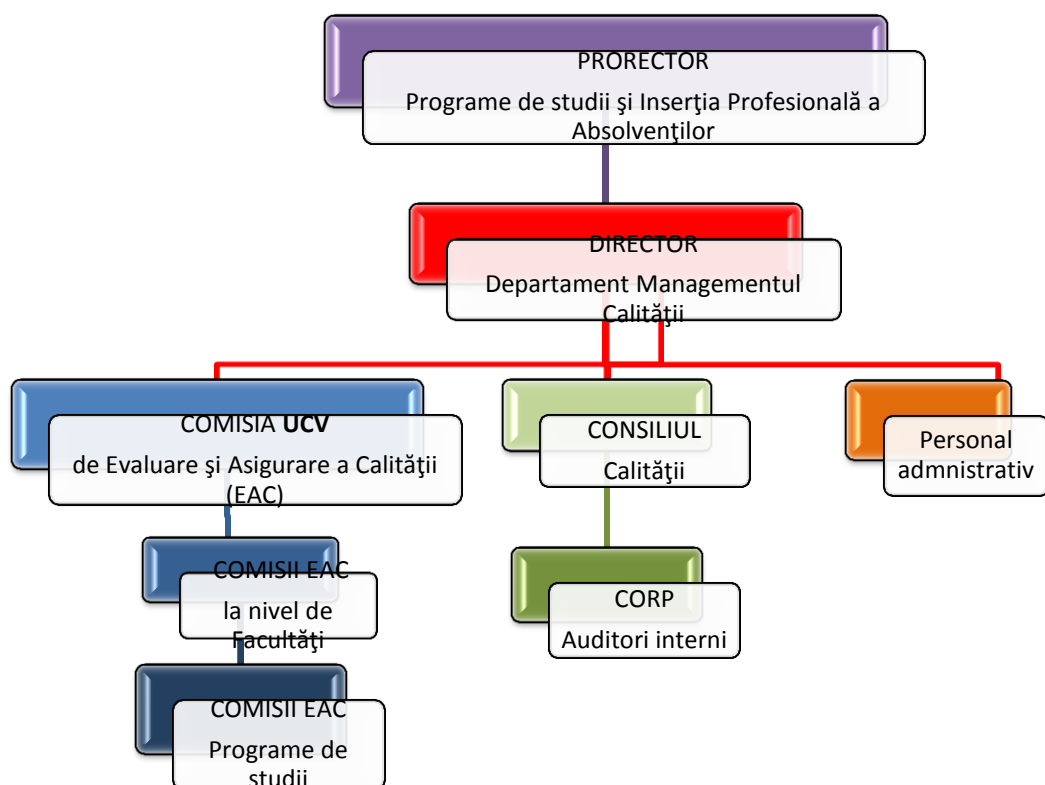 PRORECTOR
Programe de studii şi Inserţia Profesională a
Absolvenţilor
DIRECTOR
Departament Managementul
Calităţii
COMISIA UCV
de Evaluare şi Asigurare a Calităţii
(EAC)
CONSILIUL
Calităţii
Personal
admnistrativ
COMISII EAC
la nivel de
Facultăţi
CORP
Auditori interni
COMISII EAC
Programe de
studii